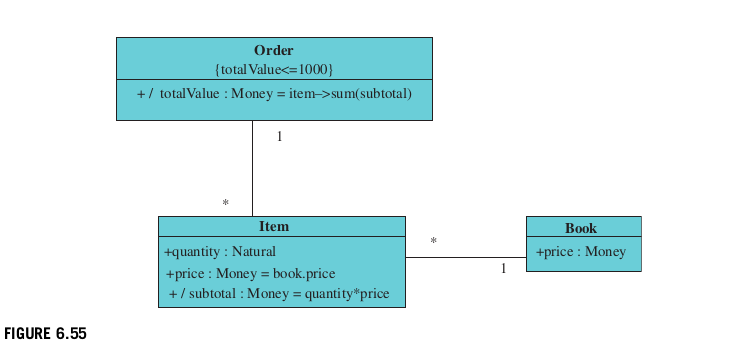 Order
{totalValue<=1000}
+ / totalValue : Money = item–>sum(subtotal)
1
*
Item
+quantity : Natural
+price : Money = book.price
+ / subtotal : Money = quantity*price
*
1
Book
+price : Money
FIGURE 6.55